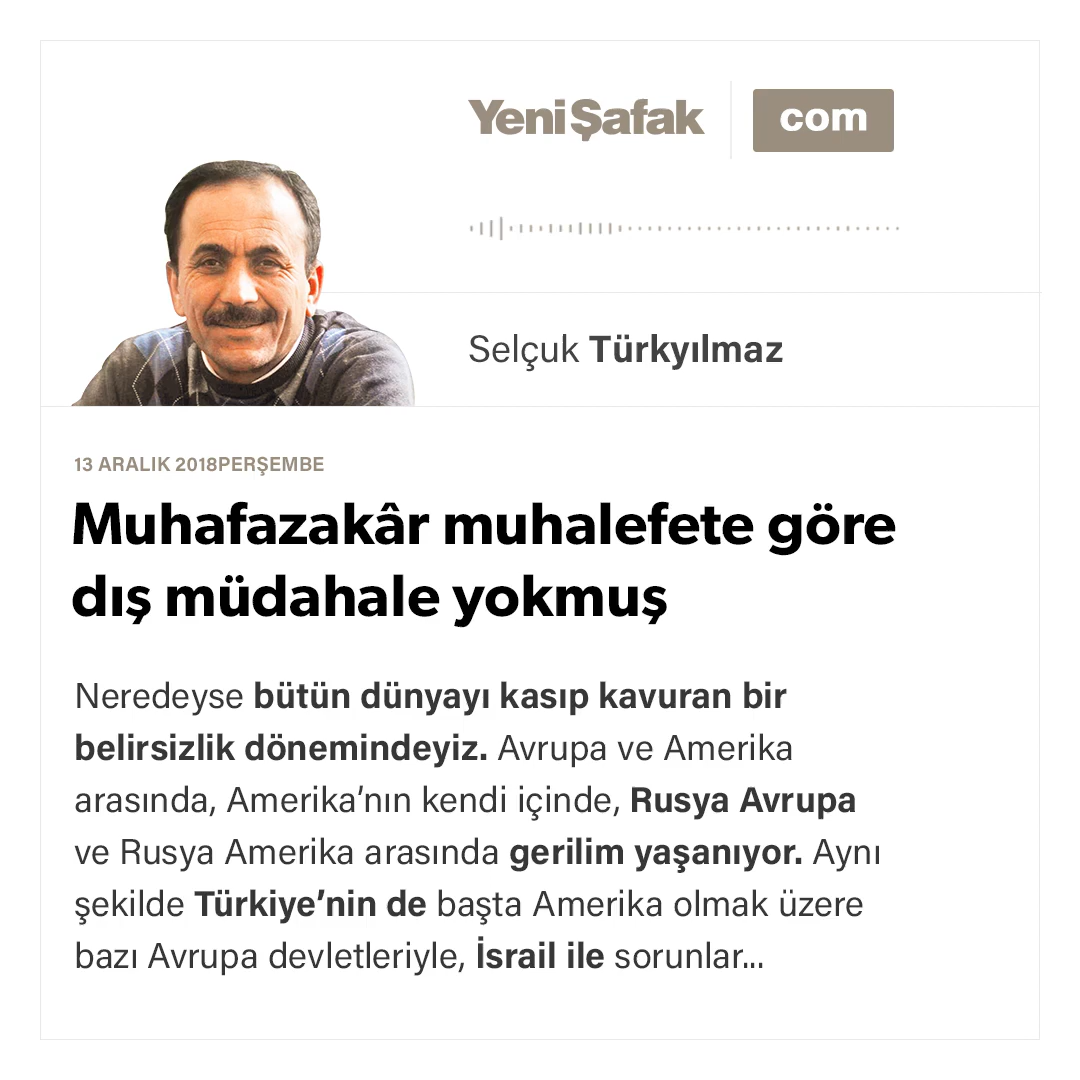 YeniŞafak com
Selçuk Türkyılmaz
13 ARALIK 2018PERŞEMBE
Muhafazakâr muhalefete göre
dış müdahale yokmuş
Neredeyse bütün dünyayı kasıp kavuran bir
belirsizlik dönemindeyiz. Avrupa ve Amerika
arasında, Amerika’nın kendi içinde, Rusya Avrupa
ve Rusya Amerika arasında gerilim yaşanıyor. Aynı
şekilde Türkiye’nin de başta Amerika olmak üzere
bazı Avrupa devletleriyle, İsrail ile sorunlar...